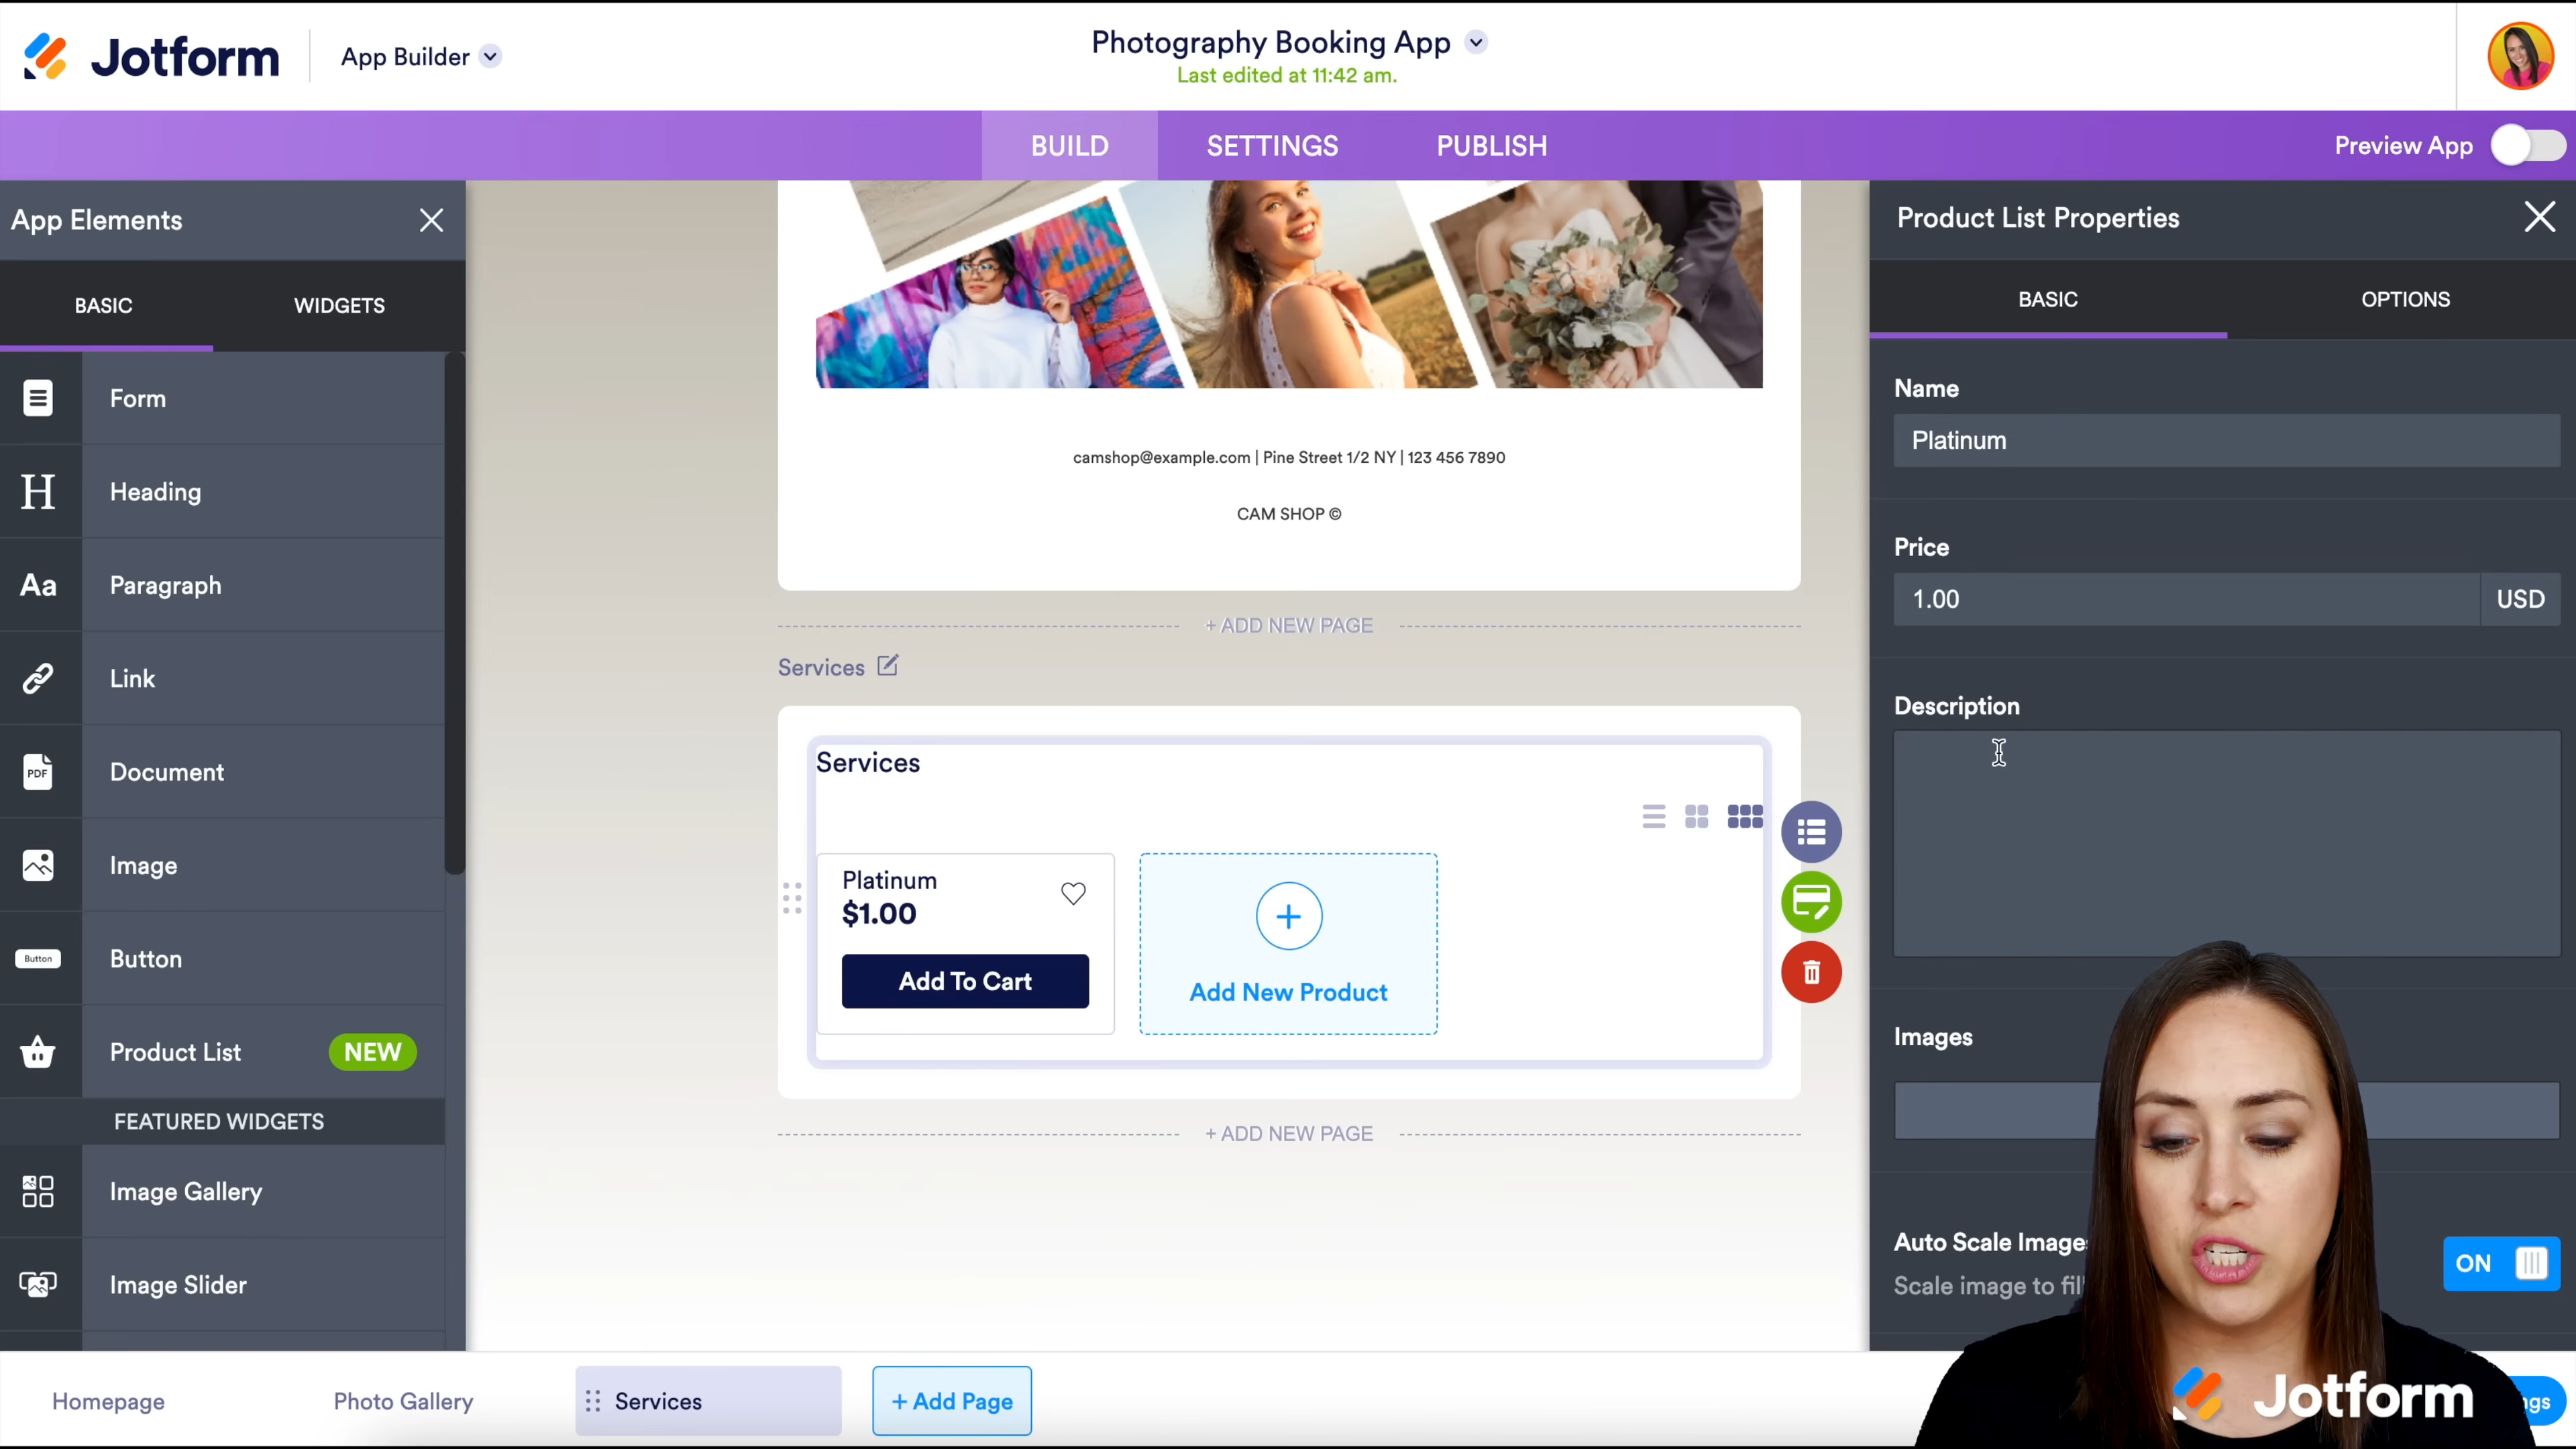 Jotform
App Builder
Photography Booking App
Last edited at 11:42 am.
BUILD
SETTINGS
PUBLISH
Preview App
App Elements
BASIC
WIDGETS
Form
H
Heading
Aa
Paragraph
Link
PDF
Document
Image
Button
Button
Product List
NEW
FEATURED WIDGETS
Image Gallery
Image Slider
camshop@example.com | Pine Street 1/2 NY | 123 456 7890
CAM SHOP ©
+ ADD NEW PAGE
Services
Services
Platinum
$1.00
Add To Cart
Add New Product
+ ADD NEW PAGE
Product List Properties
BASIC
OPTIONS
Name
Platinum
Price
1.00
USD
Description
Images
Auto Scale Images
Scale image to fil
ON
Homepage
Photo Gallery
Services
+ Add Page
Jotform